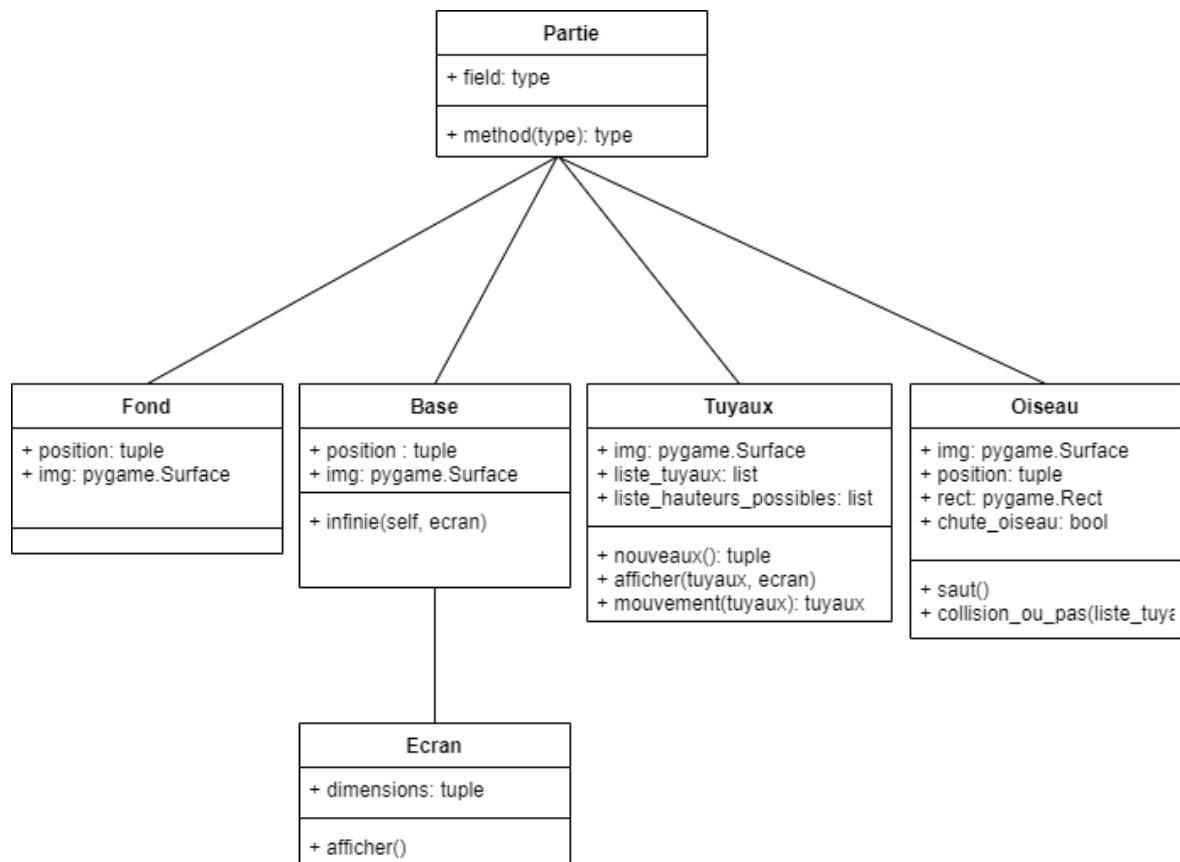 Partie
+ field: type
+ method(type): type
Fond
+ position: tuple
+ img: pygame.Surface
Base
+ position : tuple
+ img: pygame.Surface
+ infinie(self, ecran)
Tuyaux
+ img: pygame.Surface
+ liste_tuyaux: list
+ liste_hauteurs_possibles: list
+ nouveaux(): tuple
+ afficher(tuyaux, ecran)
+ mouvement(tuyaux): tuyaux
Oiseau
+ img: pygame.Surface
+ position: tuple
+ rect: pygame.Rect
+ chute_oiseau: bool
+ saut()
+ collision_ou_pas(liste_tuya
Ecran
+ dimensions: tuple
+ afficher()